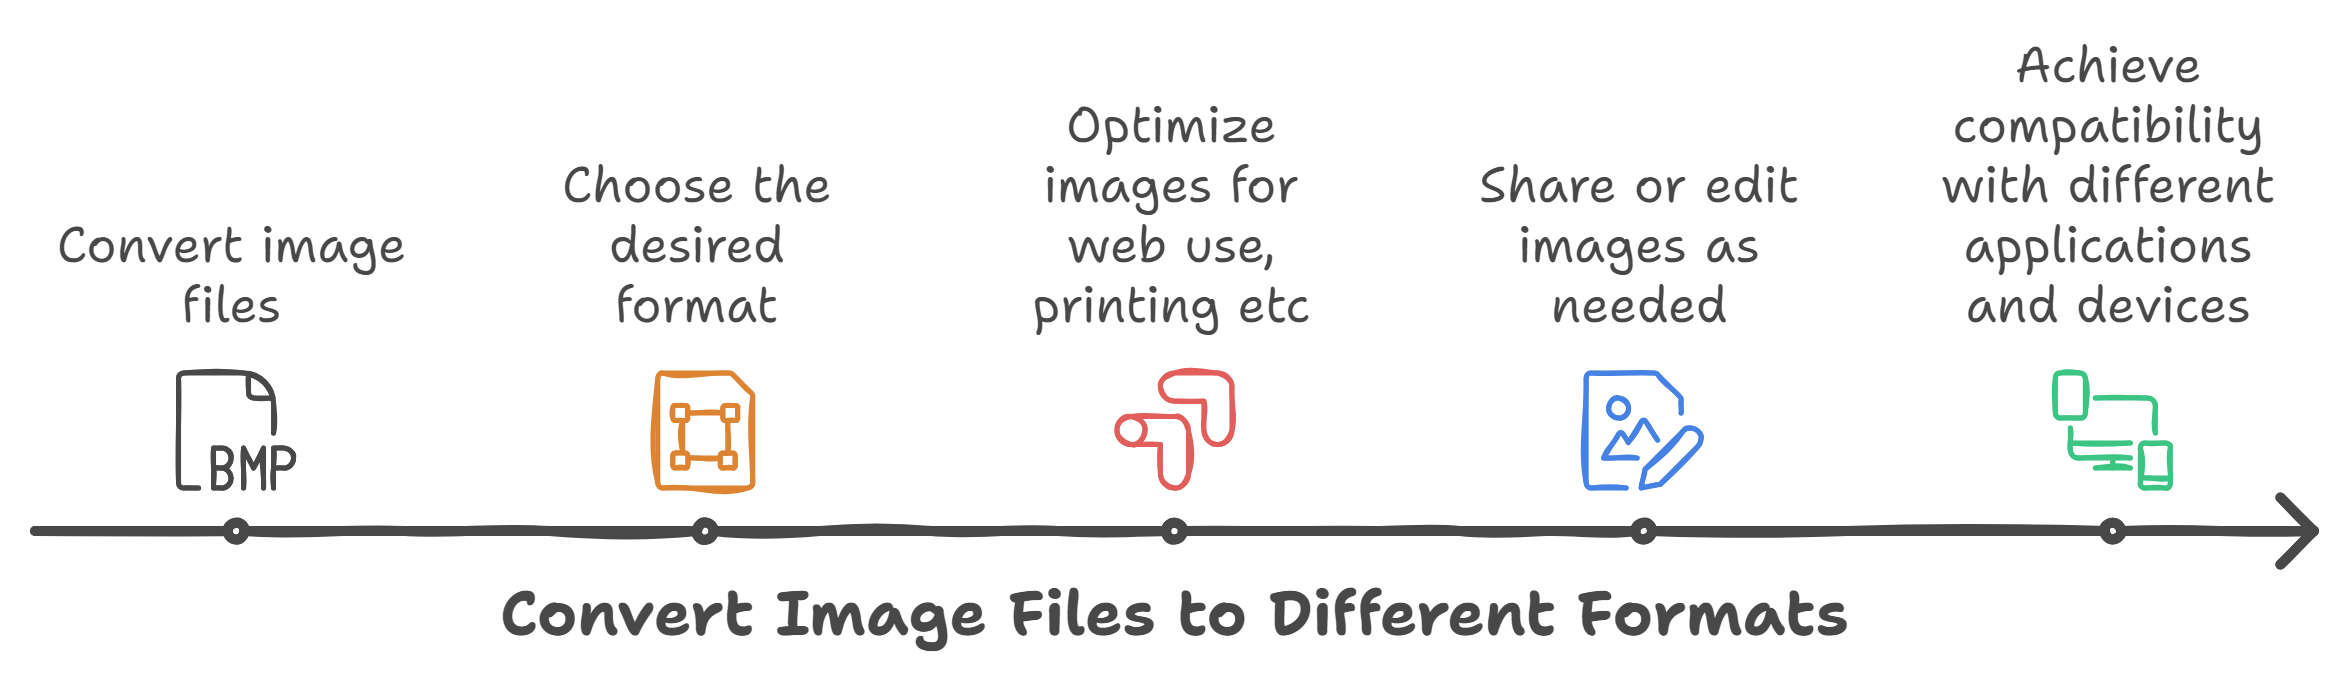 Convert image
files
Choose the
desired
format
Optimize
images for
web use,
printing etc
Share or edit
images as
needed
Achieve
compatibility
with different
applications
and devices
BMP
Convert Image Files to Different Formats